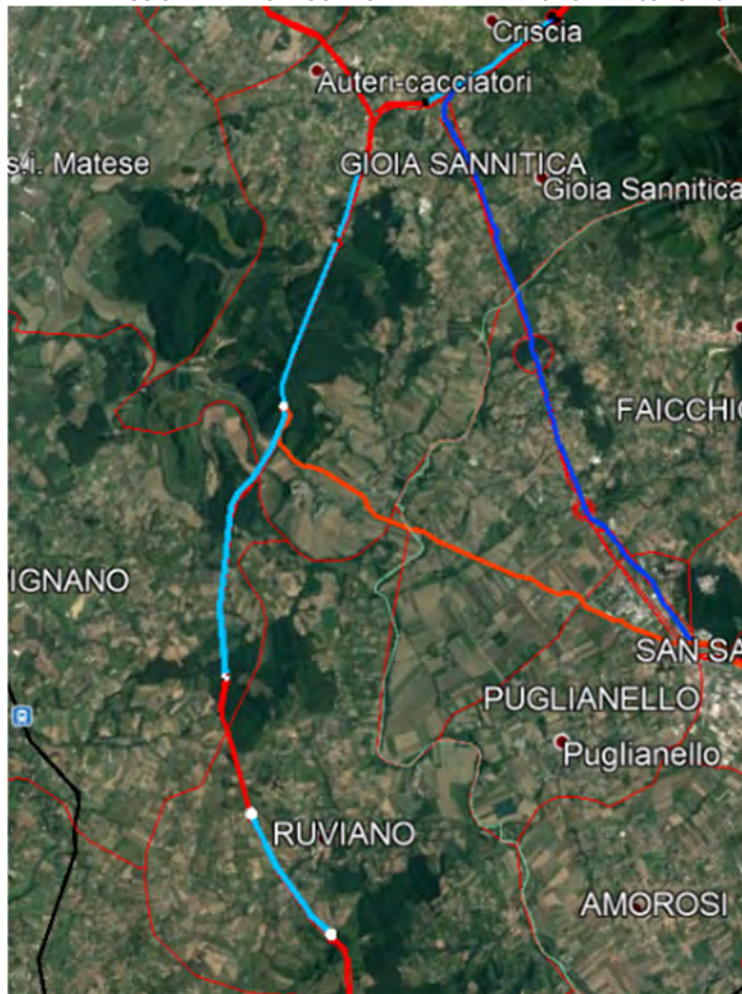 Criscia
Auteri-cacciatori
s.i. Matese
GIOIA SANNITICA
Gioia Sannitica
FAICCHIO
IGNANO
SAN SA
PUGLIANELLO
Puglianello
RUVIANO
AMOROSI